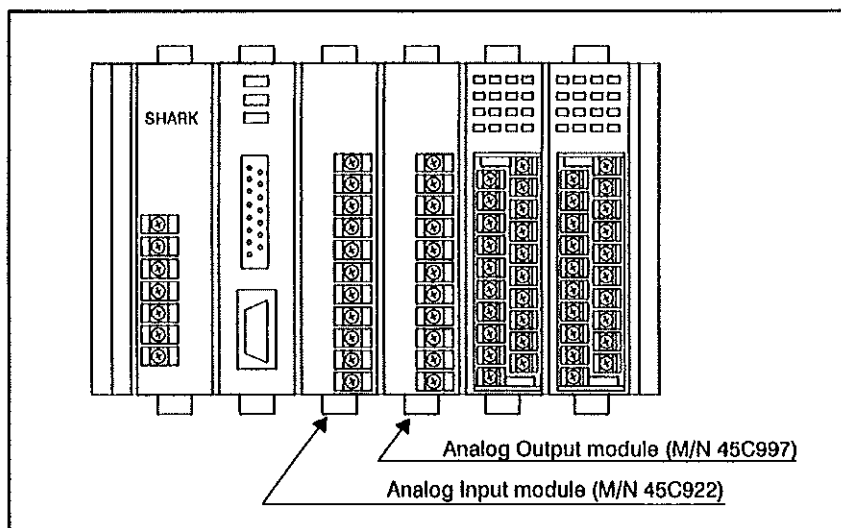 SHARK
Analog Output module (M/N 45C997)
Analog Input module (M/N 45C922)